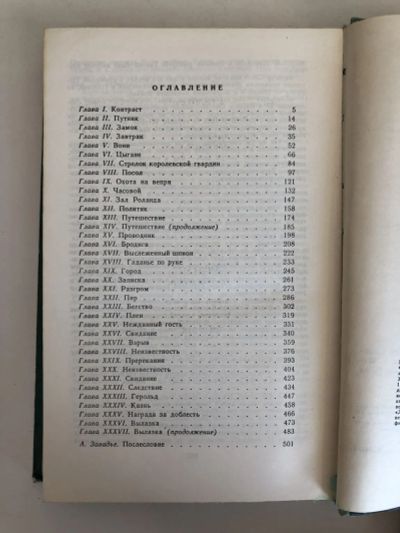 ОГЛАВЛЕНИЕ
Глава I. Контраст 5
Глава II. Путник 14
Глава III. Замок 26
Глава IV. Завтрак 35
Глава V. Воин 52
Глава VI. Цыгане 66
Глава VII. Стрелок королевской гвардии 84
Глава VIII. Посол 97
Глава IX. Охота на вепря 121
Глава X. Часовой 132
Глава XI. Зал Роланда 147
Глава XII. Политик 158
Глава XIII. Путешествие 174
Глава XIV. Путешествие (продолжение) 185
Глава XV. Проводник 198
Глава XVI. Бродяга 208
Глава XVII. Выслеженный шпион 222
Глава XVIII. Гаданье по руке 233
Глава XIX. Город 245
Глава XX. Записка 261
Глава XXI. Разгром 273
Глава XXII. Пир 286
Глава XXIII. Бегство 302
Глава XXIV. Плен 319
Глава XXV. Нежданный гость 331
Глава XXVI. Свидание 340
Глава XXVII. Взрыв 359
Глава XXVIII. Неизвестность 376
Глава XXIX. Пререкания 393
Глава XXX. Неизвестность 404
Глава XXXI. Свидание 423
Глава XXXII. Следствие 434
Глава XXXIII. Герольд 447
Глава XXXIV. Казнь 458
Глава XXXV. Награда за доблесть 466
Глава XXXVI. Вылазка 473
Глава XXXVII. Вылазка (продолжение) 483
Послесловие 501